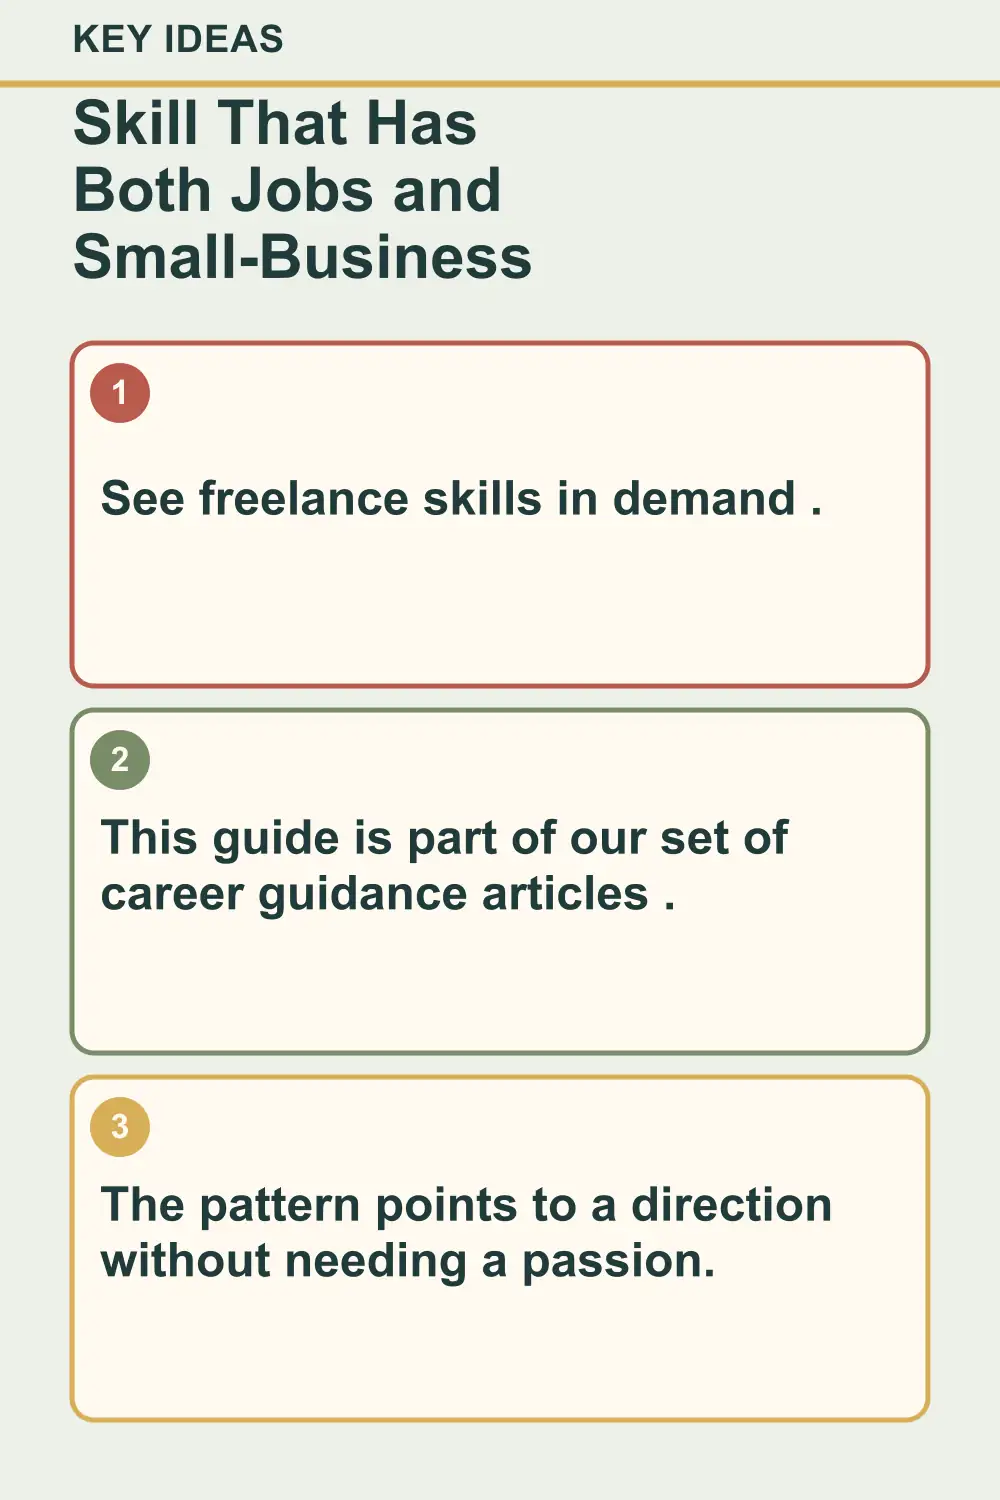 KEY IDEAS
Skill That Has
Both Jobs and
Small-Business
1
See freelance skills in demand .
2
This guide is part of our set of
career guidance articles .
3
The pattern points to a direction
without needing a passion.